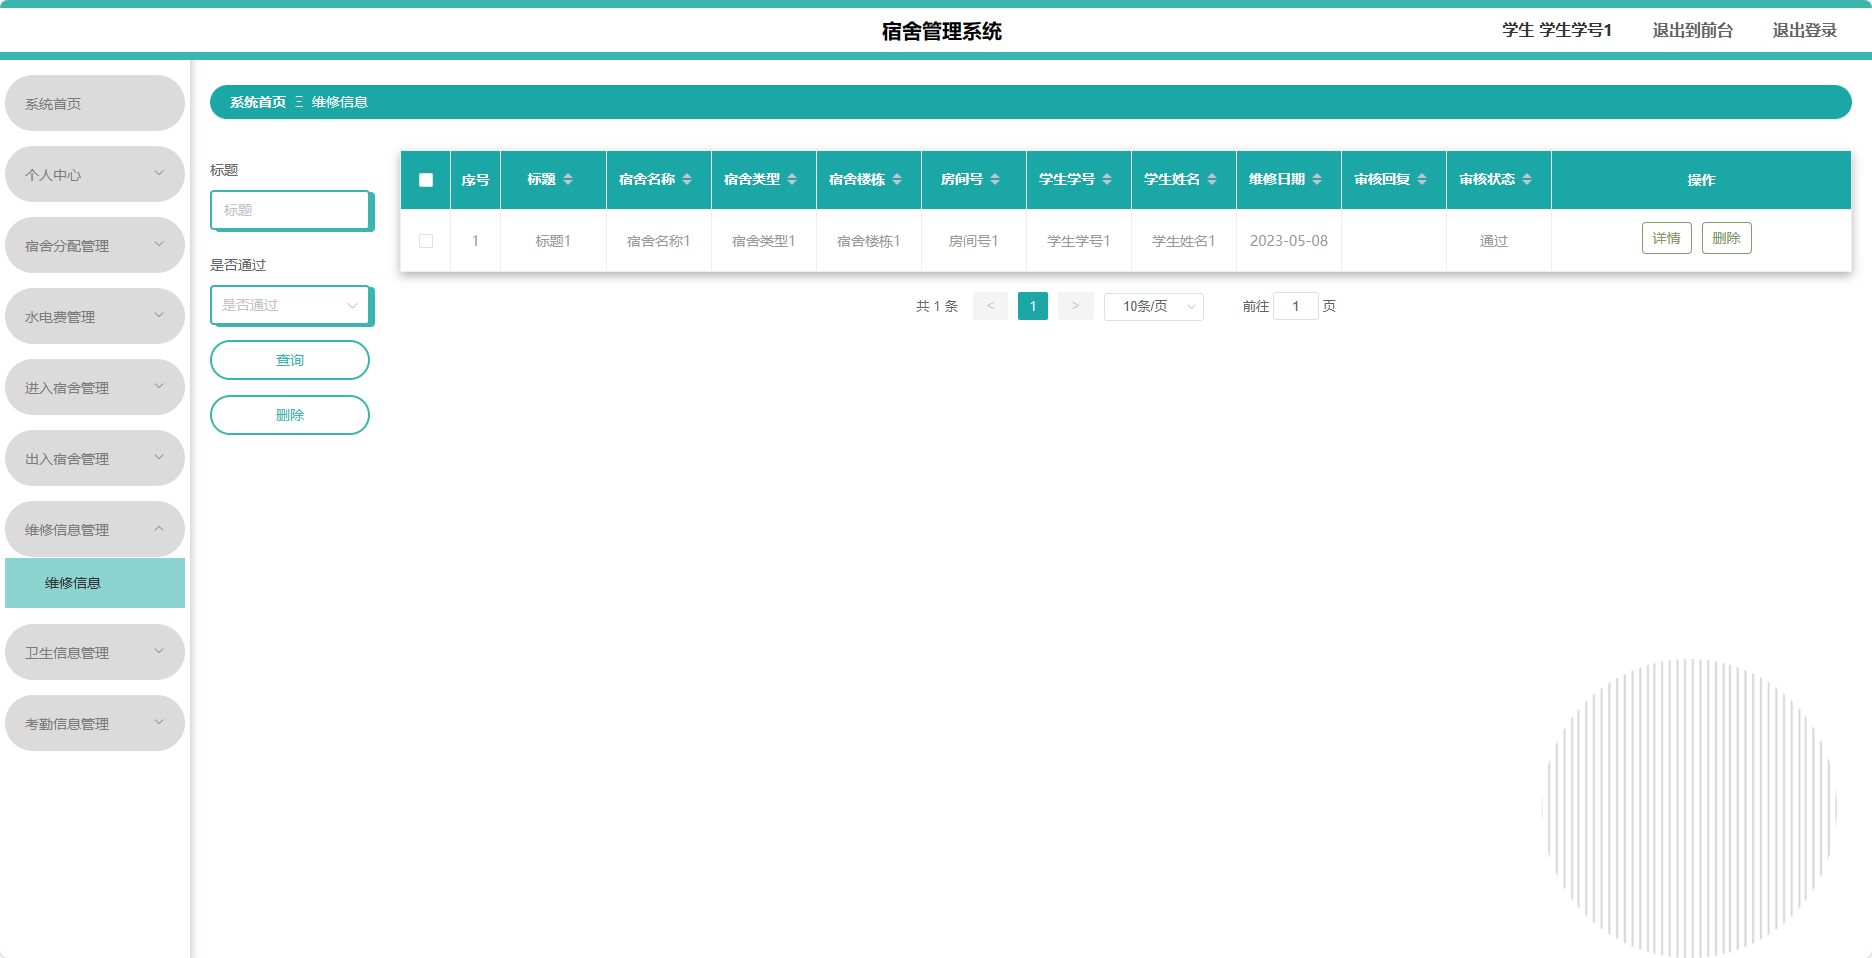 宿舍管理系统
学生 学生学号1 退出到前台 退出登录
系统首页
个人中心
宿舍分配管理
水电费管理
进入宿舍管理
出入宿舍管理
维修信息管理
维修信息
卫生信息管理
考勤信息管理
系统首页 Ξ 维修信息
标题
标题
是否通过
是否通过
查询
删除
序号 标题 宿舍名称 宿舍类型 宿舍楼栋 房间号 学生学号 学生姓名 维修日期 审核回复 审核状态 操作
1 标题1 宿舍名称1 宿舍类型1 宿舍楼栋1 房间号1 学生学号1 学生姓名1 2023-05-08 通过 详情 删除
共 1 条 < 1 > 10条/页 前往 1 页